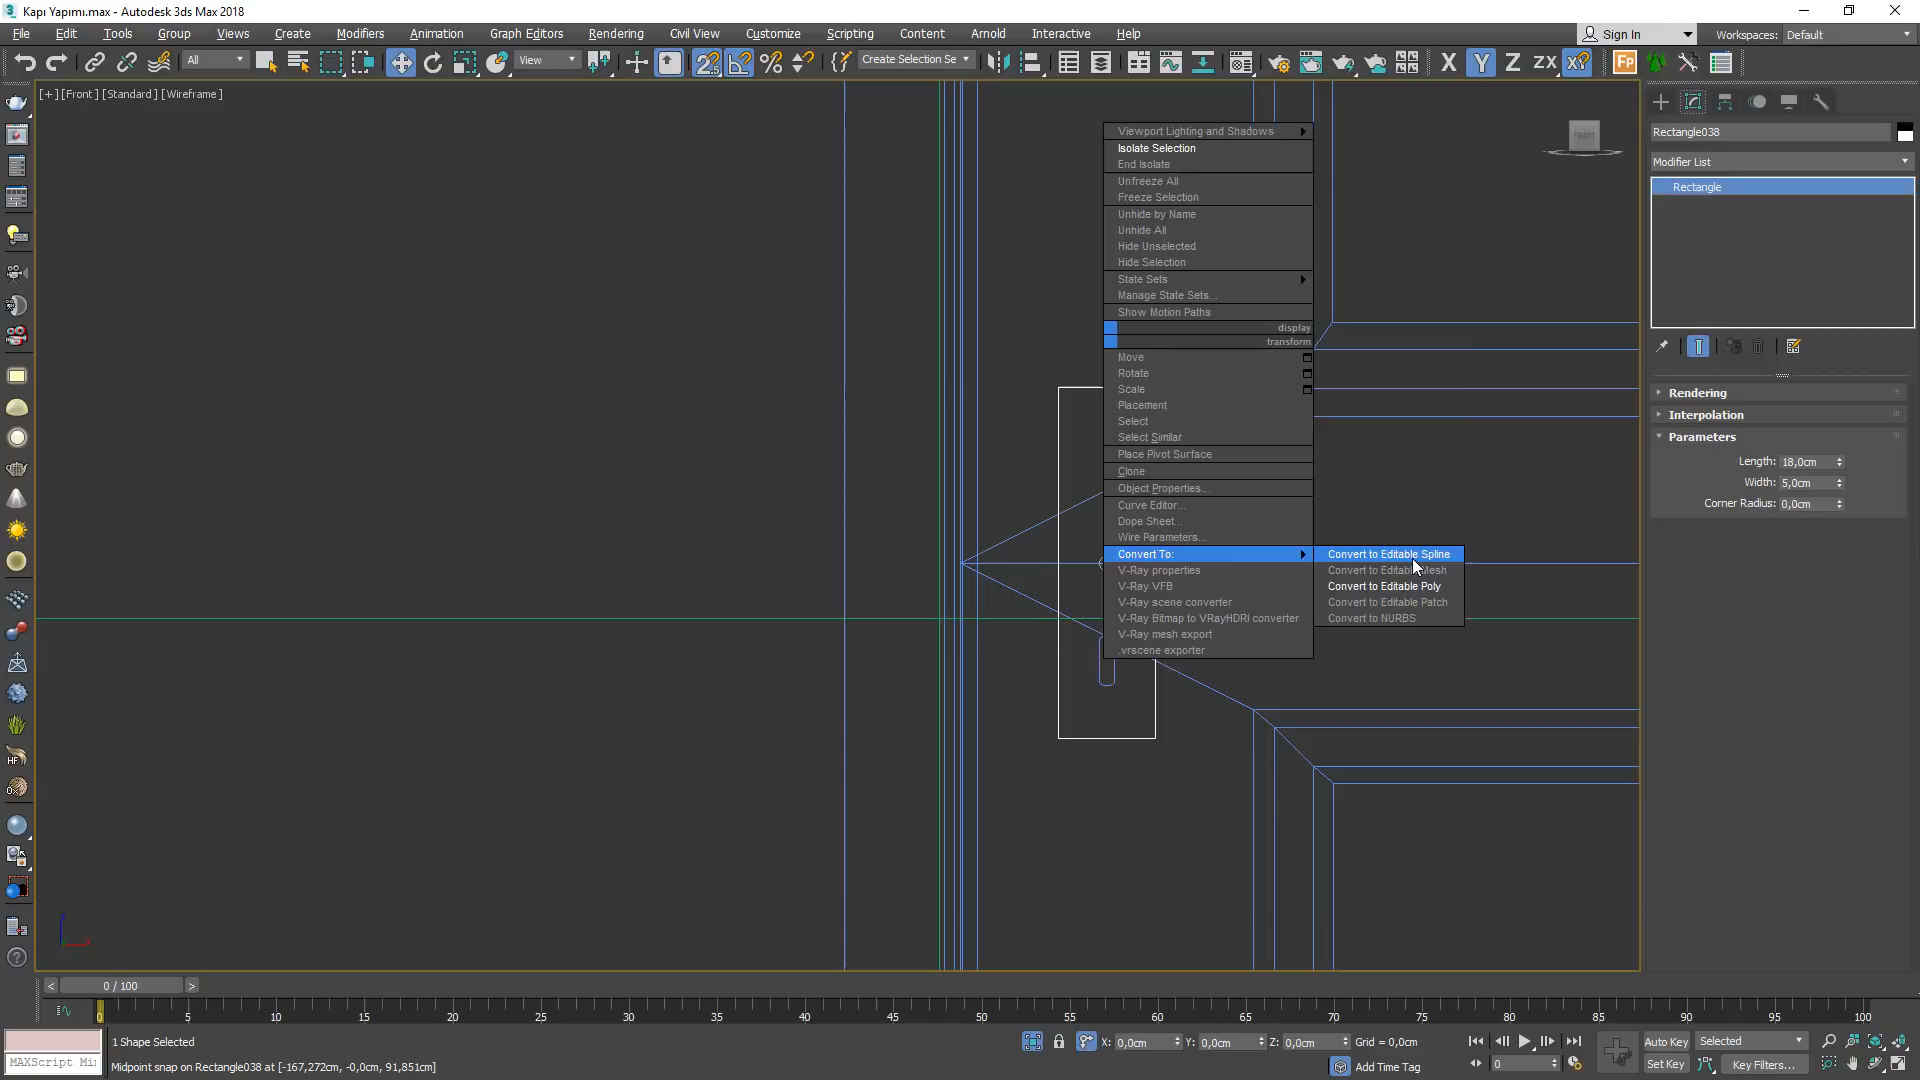 Kapı Yapımı.max - Autodesk 3ds Max 2018
File Edit Tools Group Views Create Modifiers Animation Graph Editors Rendering Civil View Customize Scripting Content Arnold Interactive Help
Sign In
Workspaces: Default
All
View
Create Selection Se
X Y Z ZX XY
[+] [Front ] [Standard ] [Wireframe ]
FRONT
Rectangle038
Modifier List
Rectangle
Viewport Lighting and Shadows
Isolate Selection
End Isolate
Unfreeze All
Freeze Selection
Unhide by Name
Unhide All
Hide Unselected
Hide Selection
State Sets
Manage State Sets...
Show Motion Paths
display
transform
Move
Rotate
Scale
Placement
Select
Select Similar
Place Pivot Surface
Clone
Object Properties...
Curve Editor...
Dope Sheet...
Wire Parameters...
Convert To:
V-Ray properties
V-Ray VFB
V-Ray scene converter
V-Ray Bitmap to VRayHDRI converter
V-Ray mesh export
.vrscene exporter
Convert to Editable Spline
Convert to Editable Mesh
Convert to Editable Poly
Convert to Editable Patch
Convert to NURBS
Rendering
Interpolation
Parameters
Length: 18,0cm
Width: 5,0cm
Corner Radius: 0,0cm
z
x
< 0 / 100 >
0 5 10 15 20 25 30 35 40 45 50 55 60 65 70 75 80 85 90 95 100
1 Shape Selected
MAXScript Mi
Midpoint snap on Rectangle038 at [-167,272cm, -0,0cm, 91,851cm]
X: 0,0cm Y: 0,0cm Z: 0,0cm Grid = 0,0cm
Add Time Tag
0
Auto Key Selected
Set Key Key Filters...